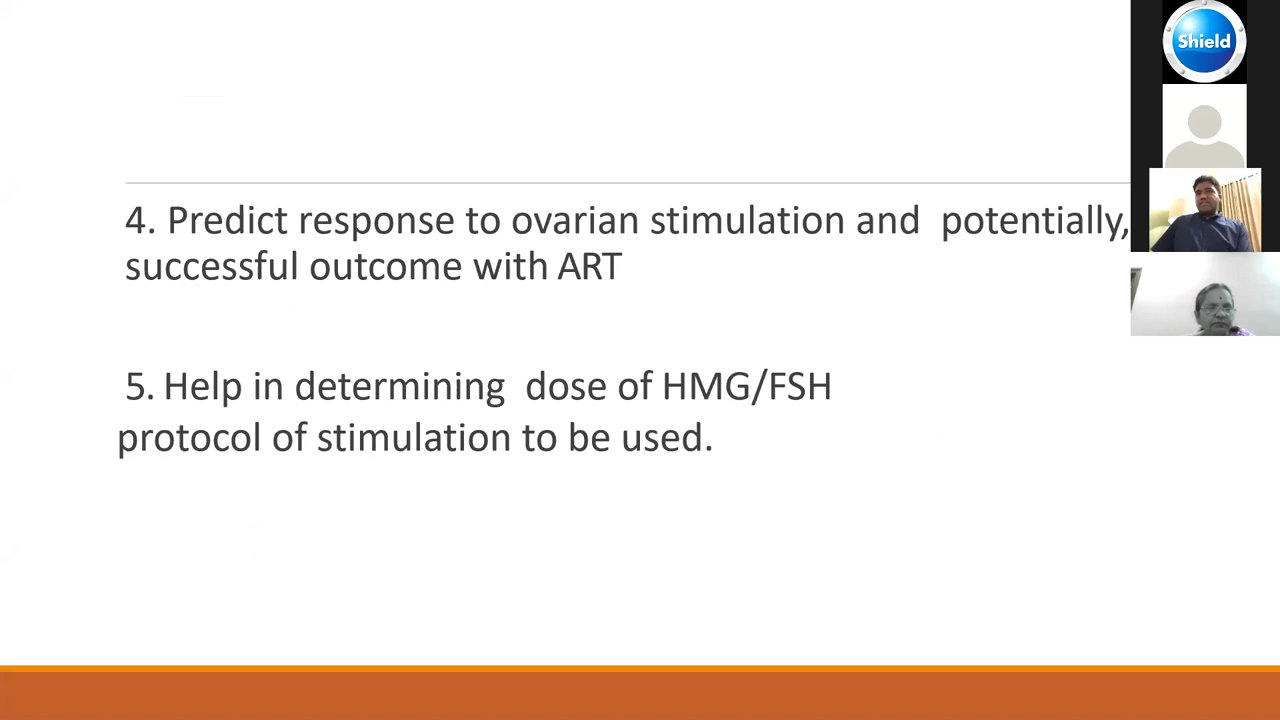 Shield
4. Predict response to ovarian stimulation and potentially,
successful outcome with ART
5. Help in determining dose of HMG/FSH
protocol of stimulation to be used.